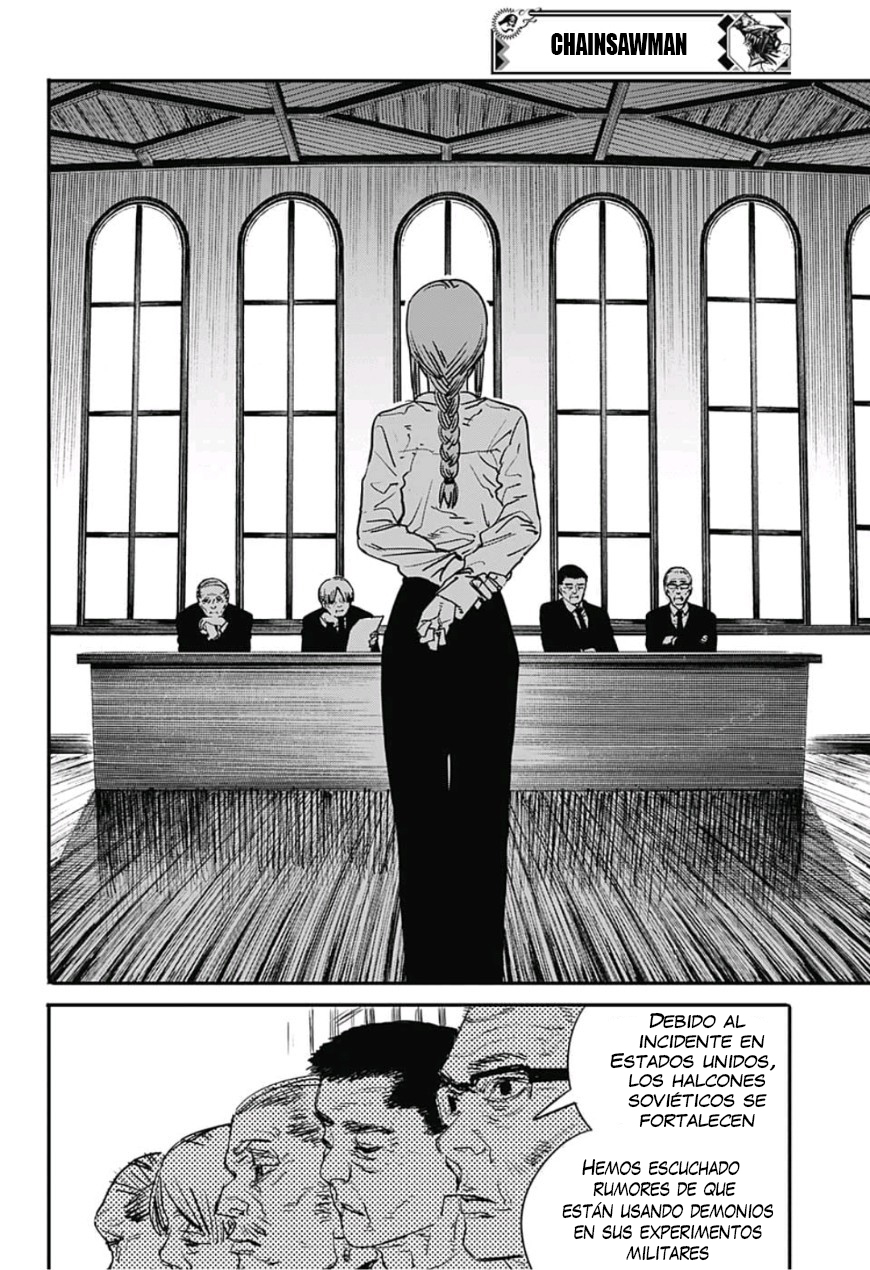 CHAINSAWMAN
DEBIDO AL
INCIDENTE EN
ESTADOS UNIDOS,
LOS HALCONES
SOVIÉTICOS SE
FORTALECEN
HEMOS ESCUCHADO
RUMORES DE QUE
ESTÁN USANDO DEMONIOS
EN SUS EXPERIMENTOS
MILITARES